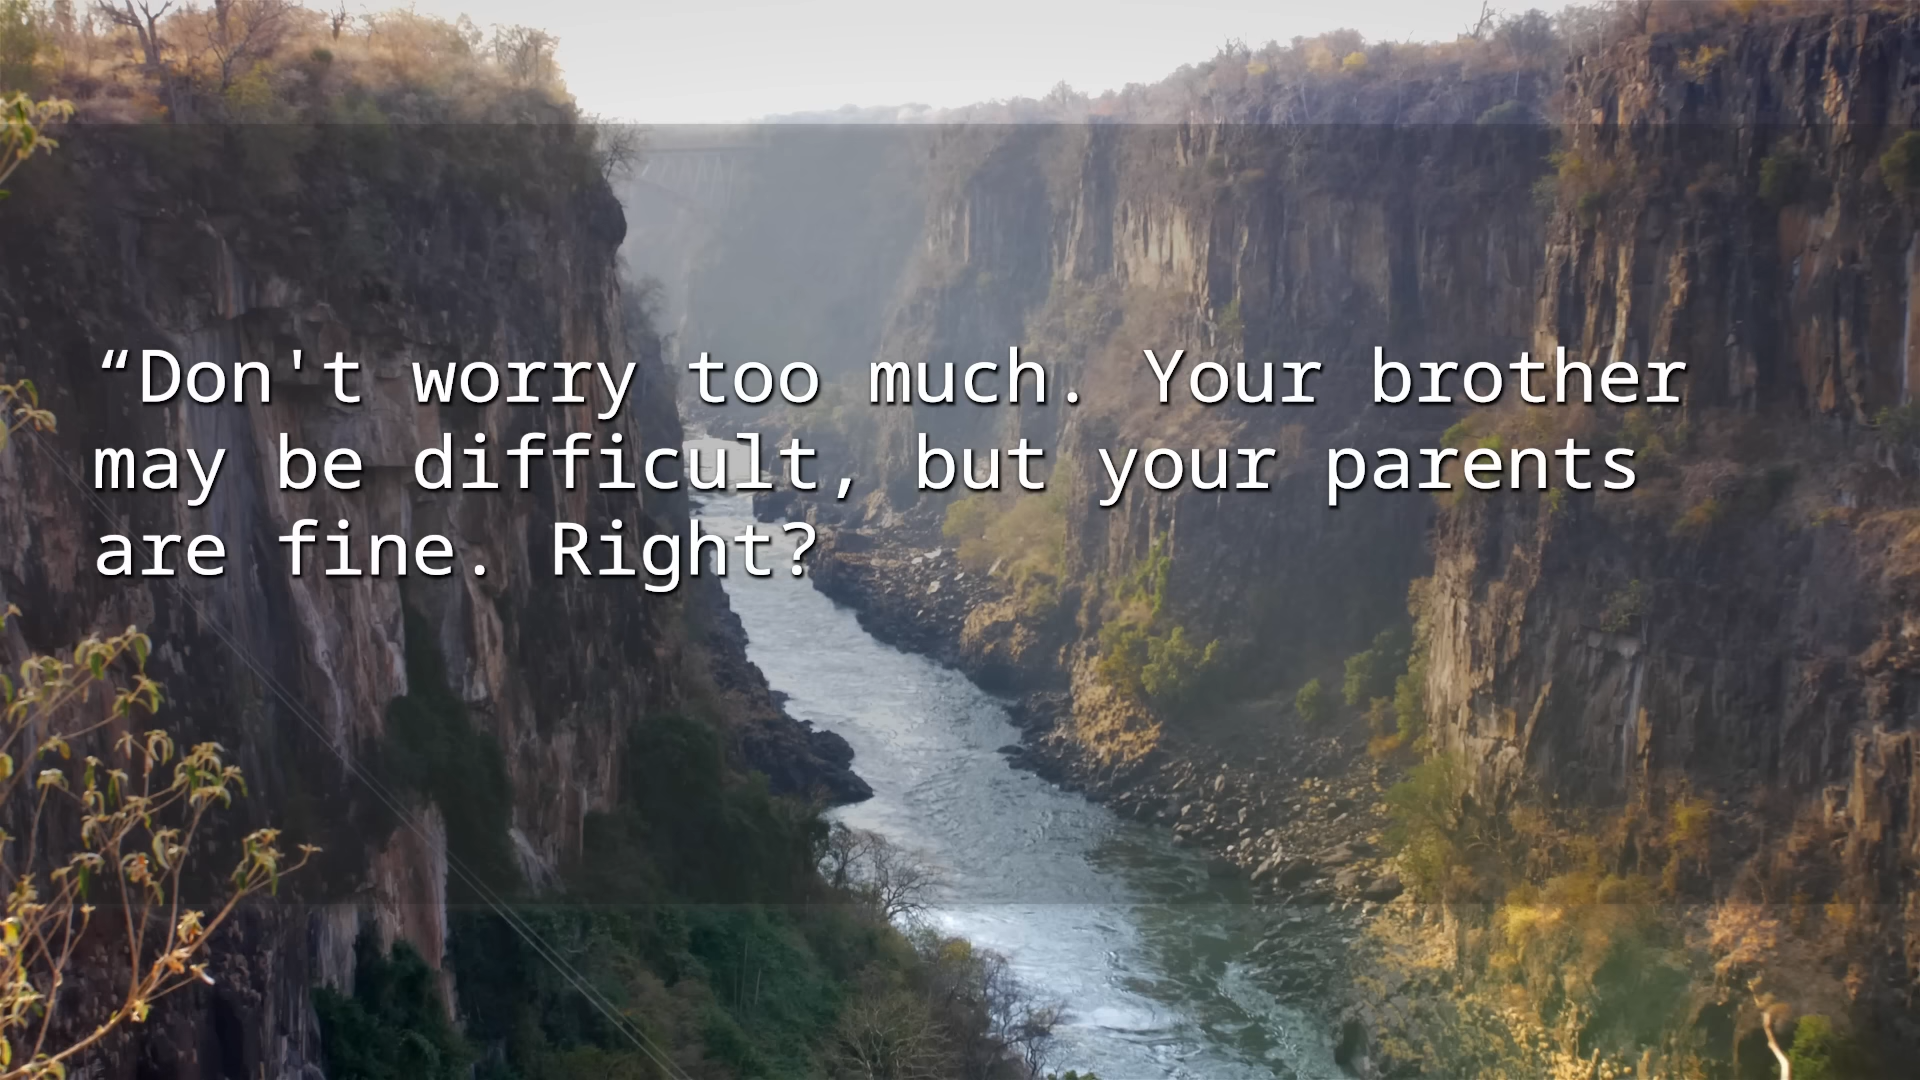 “Don't worry too much. Your brother
may be difficult, but your parents
are fine. Right?